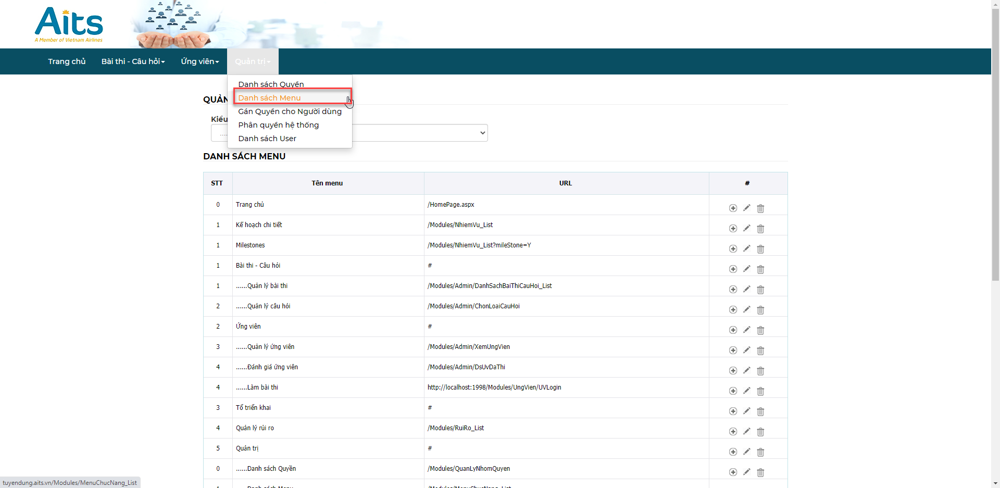 Aits
A Member of Vietnam Airlines
Trang chủ Bài thi - Câu hỏi Ứng viên Quản trị
Danh sách Quyền
Danh sách Menu
Gán Quyền cho Người dùng
Phân quyền hệ thống
Danh sách User
QUẢN
Kiểu
....
DANH SÁCH MENU
STT Tên menu URL #
0 Trang chủ /HomePage.aspx
1 Kế hoạch chi tiết /Modules/NhiemVu_List
1 Milestones /Modules/NhiemVu_List?mileStone=Y
1 Bài thi - Câu hỏi #
1 ......Quản lý bài thi /Modules/Admin/DanhSachBaiThiCauHoi_List
2 ......Quản lý câu hỏi /Modules/Admin/ChonLoaiCauHoi
2 Ứng viên #
3 ......Quản lý ứng viên /Modules/Admin/XemUngVien
4 ......Đánh giá ứng viên /Modules/Admin/DsUvDaThi
4 ......Làm bài thi http://localhost:1998/Modules/UngVien/UVLogin
3 Tổ triển khai #
4 Quản lý rủi ro /Modules/RuiRo_List
5 Quản trị #
0 ......Danh sách Quyền /Modules/QuanLyNhomQuyen
1 ......Danh sách Menu /Modules/MenuChucNang_List
tuyendung.aits.vn/Modules/MenuChucNang_List